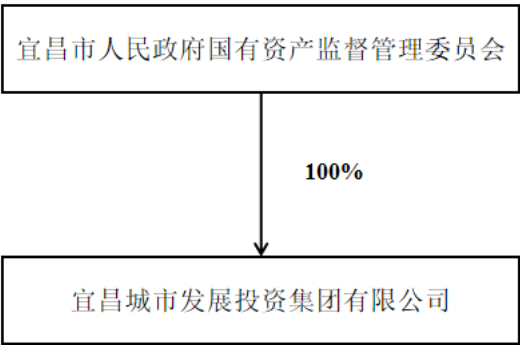 宜昌市人民政府国有资产监督管理委员会
100%
宜昌城市发展投资集团有限公司